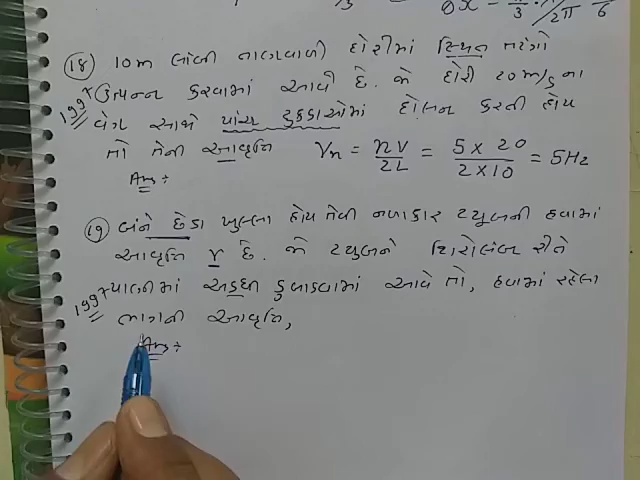 (18) 10m લાંબી તણાવવાળી દોરીમાં સ્થિત તરંગો
ઉત્પન્ન કરવામાં આવે છે. જો દોરી 20 m/s ના
1997
વેગ સાથે પાંચ ટુકડાઓમાં દોલન કરતી હોય
તો તેની આવૃત્તિ νn = nv/2L = 5 × 20/2 × 10 = 5Hz
Ans ÷
(19) બંને છેડા ખુલ્લા હોય તેવી નળાકાર ટ્યુબની હવામાં
આવૃત્તિ ν છે. જો ટ્યુબને શિરોલંબ રીતે
1997 પાણીમાં અડધી ડુબાડવામાં આવે તો, હવામાં રહેલા
ભાગની આવૃત્તિ,
Ans ÷